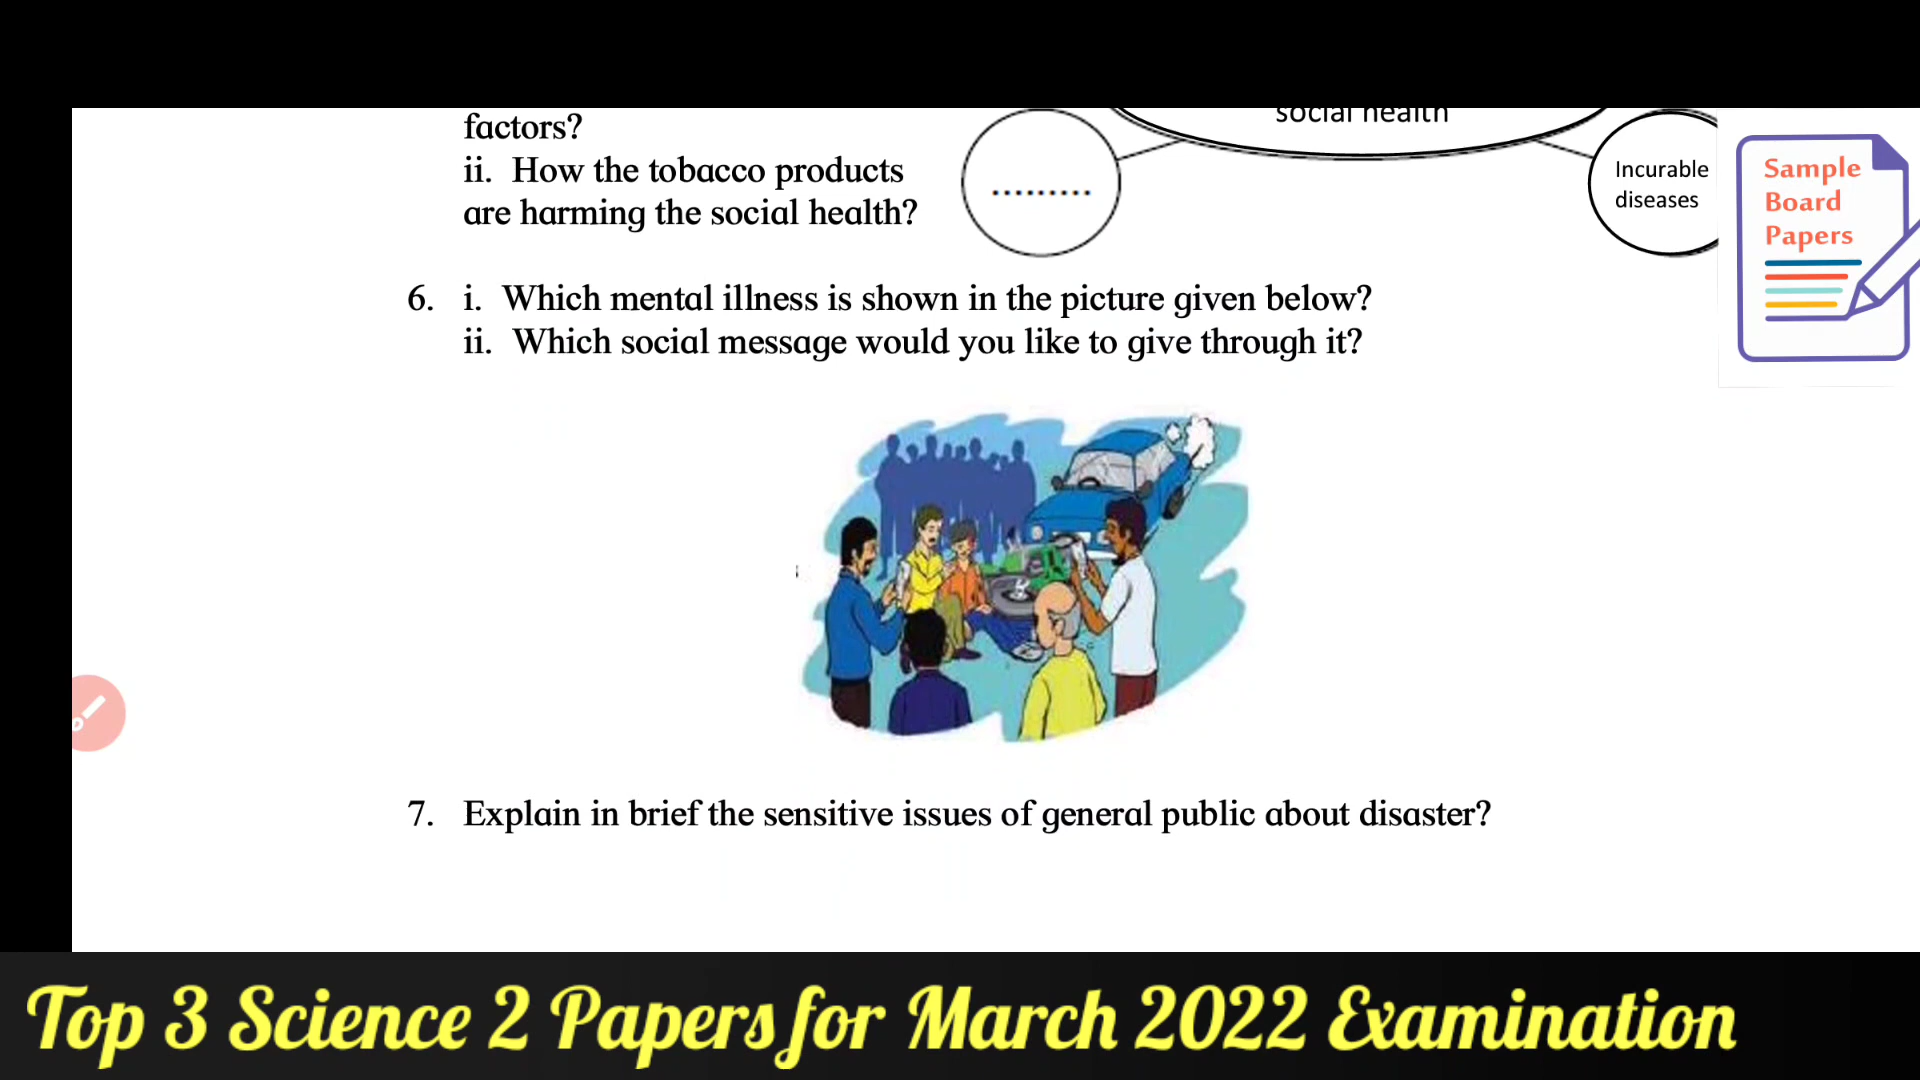 social health
factors?
ii. How the tobacco products
are harming the social health?
.........
Incurable
diseases
Sample
Board
Papers
6. i. Which mental illness is shown in the picture given below?
ii. Which social message would you like to give through it?
7. Explain in brief the sensitive issues of general public about disaster?
Top 3 Science 2 Papers for March 2022 Examination